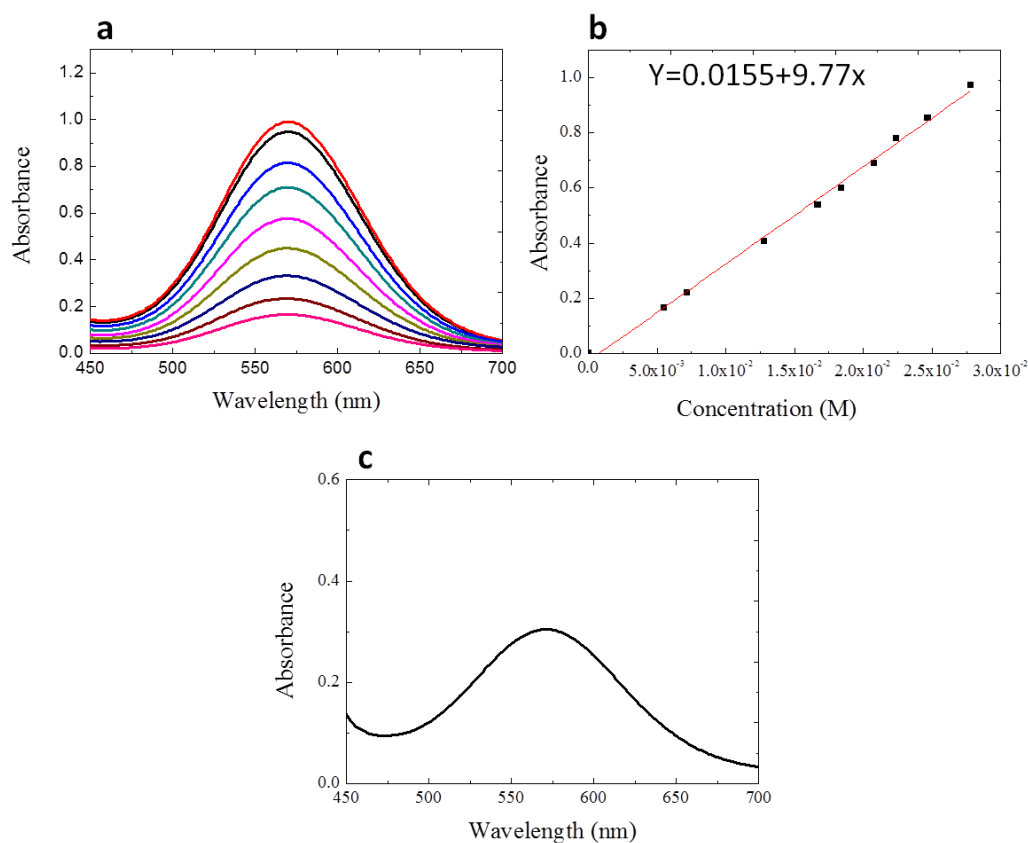 a
1.2
1.0
0.8
0.6
0.4
0.2
0.0
Absorbance
450 500 550 600 650 700
Wavelength (nm)
b
Y=0.0155+9.77x
1.0
0.8
0.6
0.4
0.2
0.0
Absorbance
0.0 5.0x10⁻³ 1.0x10⁻² 1.5x10⁻² 2.0x10⁻² 2.5x10⁻² 3.0x10⁻²
Concentration (M)
c
0.6
0.4
0.2
0.0
Absorbance
450 500 550 600 650 700
Wavelength (nm)